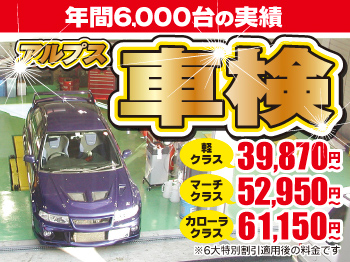 年間6,000台の実績
アルプス
車検
軽クラス 39,870円
マーチクラス 52,950円~
カローラクラス 61,150円
※6大特別割引適用後の料金です